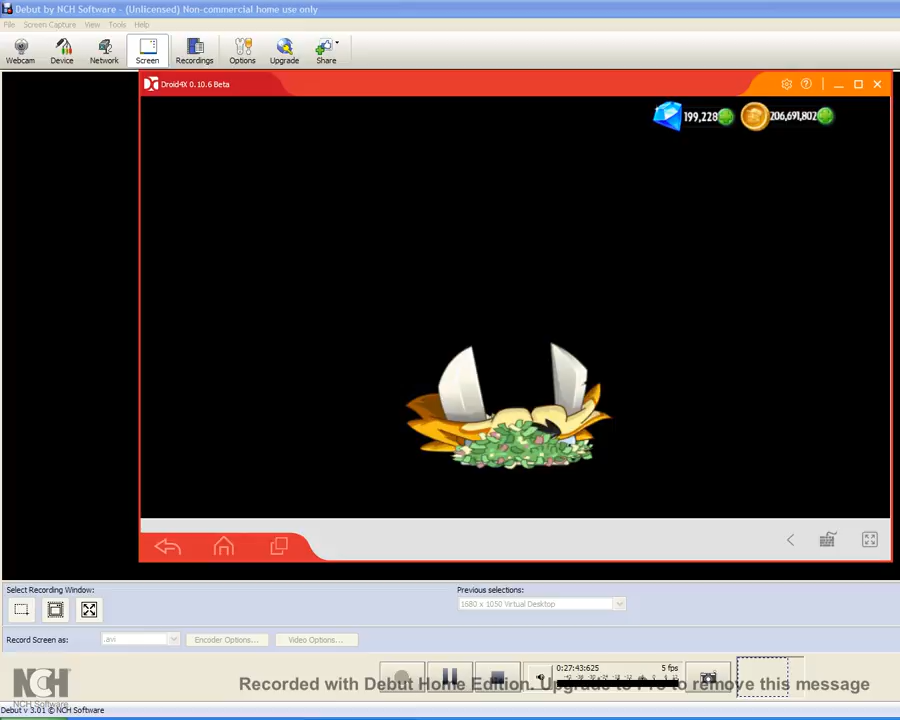 Debut by NCH Software - (Unlicensed) Non-commercial home use only
File Screen Capture View Tools Help
Webcam Device Network Screen Recordings Options Upgrade Share
Droid4X 0.10.6 Beta
199,228 206,691,802
Select Recording Window:
Previous selections:
1680 x 1050 Virtual Desktop
Record Screen as: .avi Encoder Options... Video Options...
0:27:43:625 5 fps
Recorded with Debut Home Edition. Upgrade to Pro to remove this message
NCH
NCH Software
Debut v 3.01 © NCH Software